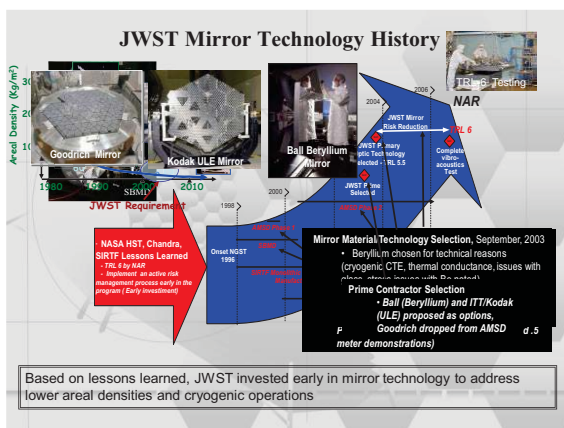 JWST Mirror Technology History
TRL 6 Testing
NAR
Areal Density (Kg/m²)
Goodrich Mirror
Kodak ULE Mirror
Ball Beryllium
Mirror
1980
1990
2000
2010
SBMD
JWST Requirement
1998
2000
2004
2006
JWST Mirror
Risk Reduction
TRL 6
JWST Primary
Optic Technology
Selected - TRL 5.5
JWST Prime
Selected
Complete
vibro-
acoustics
Test
· NASA HST, Chandra,
SIRTF Lessons Learned
- TRL 6 by NAR
- Implement an active risk
management process early in the
program ( Early investiment)
Onset NGST
1996
Mirror Material/Technology Selection, September, 2003
• Beryllium chosen for technical reasons
(cryogenic CTE, thermal conductance, issues with
Prime Contractor Selection
• Ball (Beryllium) and ITT/Kodak
(ULE) proposed as options,
Goodrich dropped from AMSD
meter demonstrations)
Based on lessons learned, JWST invested early in mirror technology to address
lower areal densities and cryogenic operations